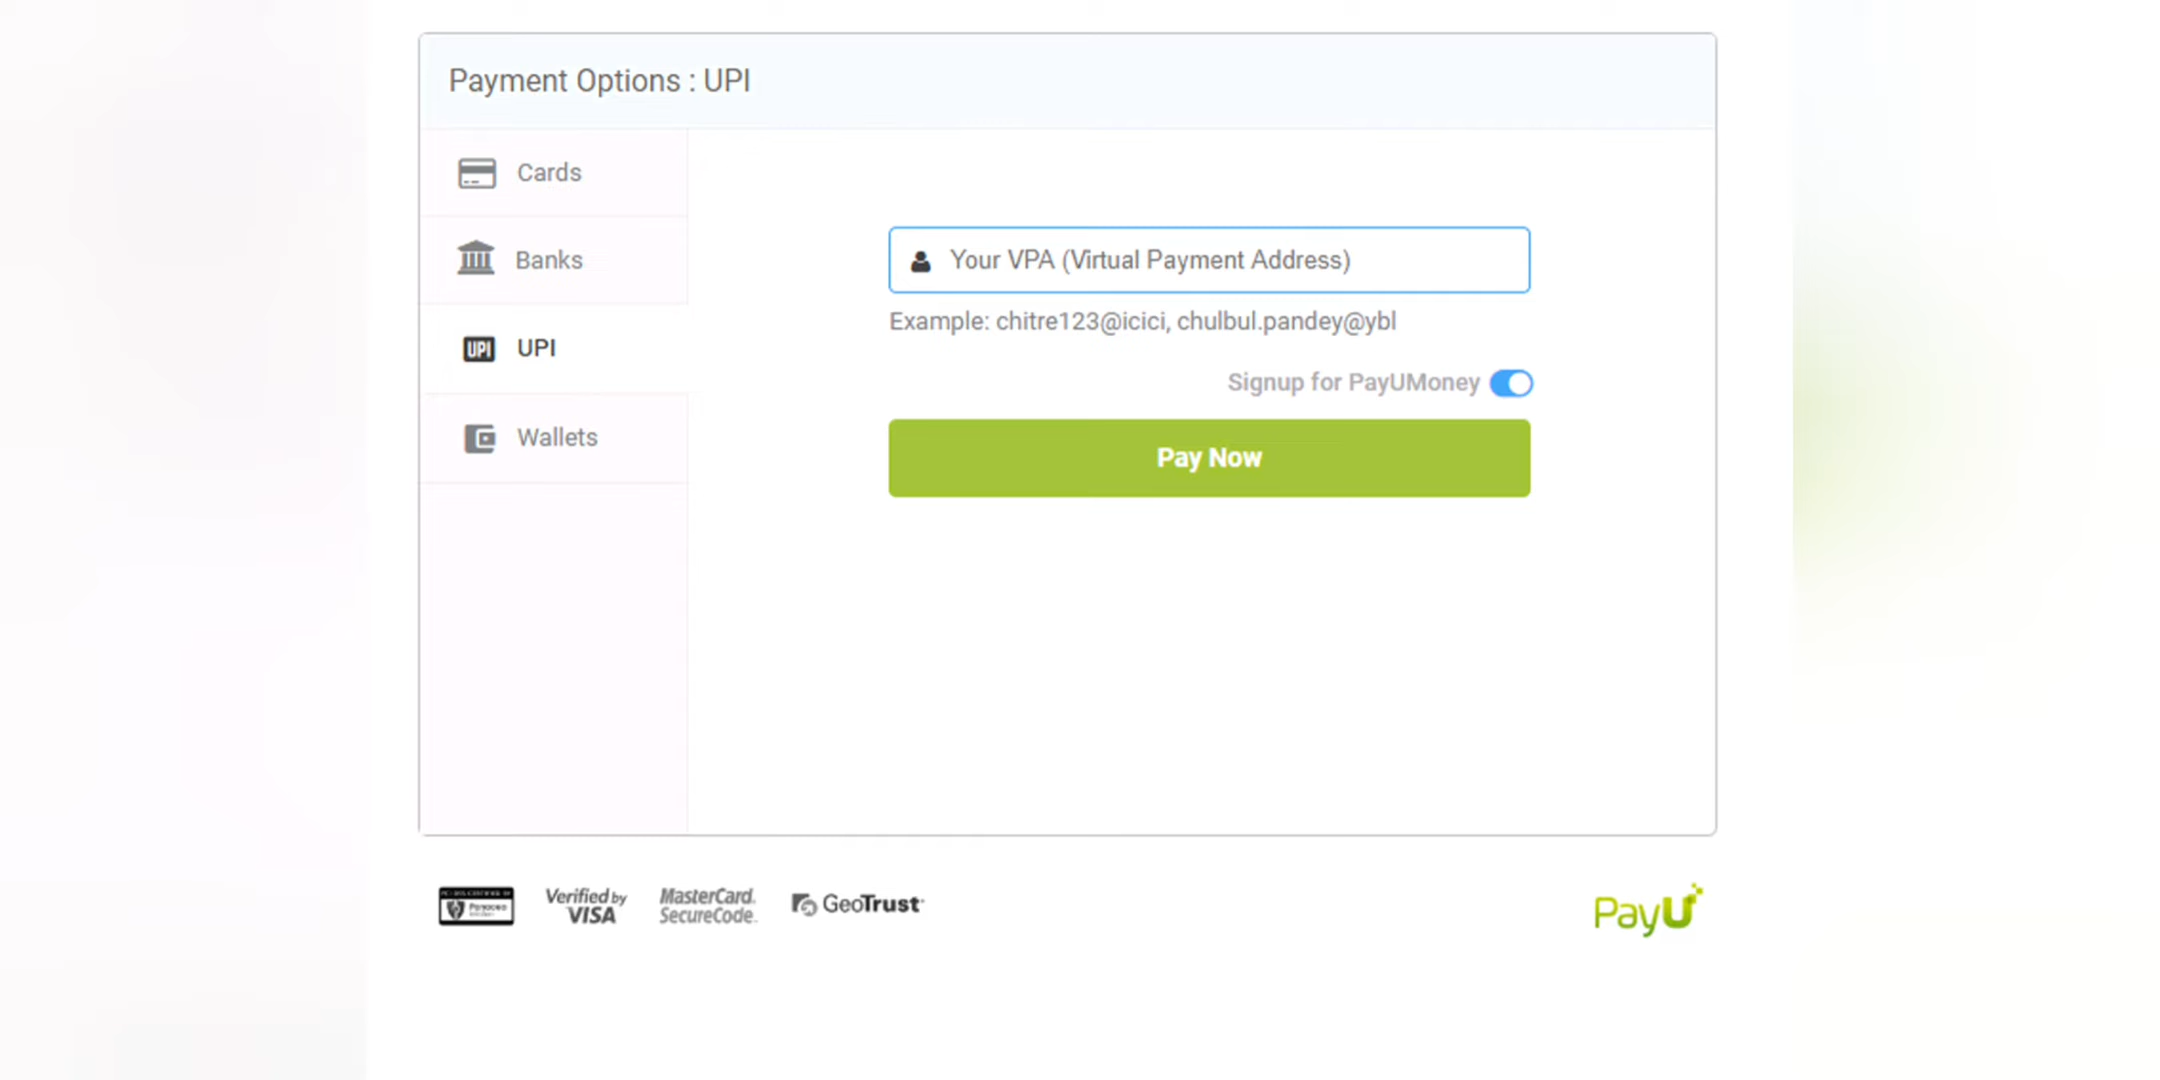 Payment Options : UPI
Cards
Banks
UPI UPI
Wallets
Your VPA (Virtual Payment Address)
Example: chitre123@icici, chulbul.pandey@ybl
Signup for PayUMoney
Pay Now
Verified by
VISA
MasterCard.
SecureCode.
GeoTrust
PayU